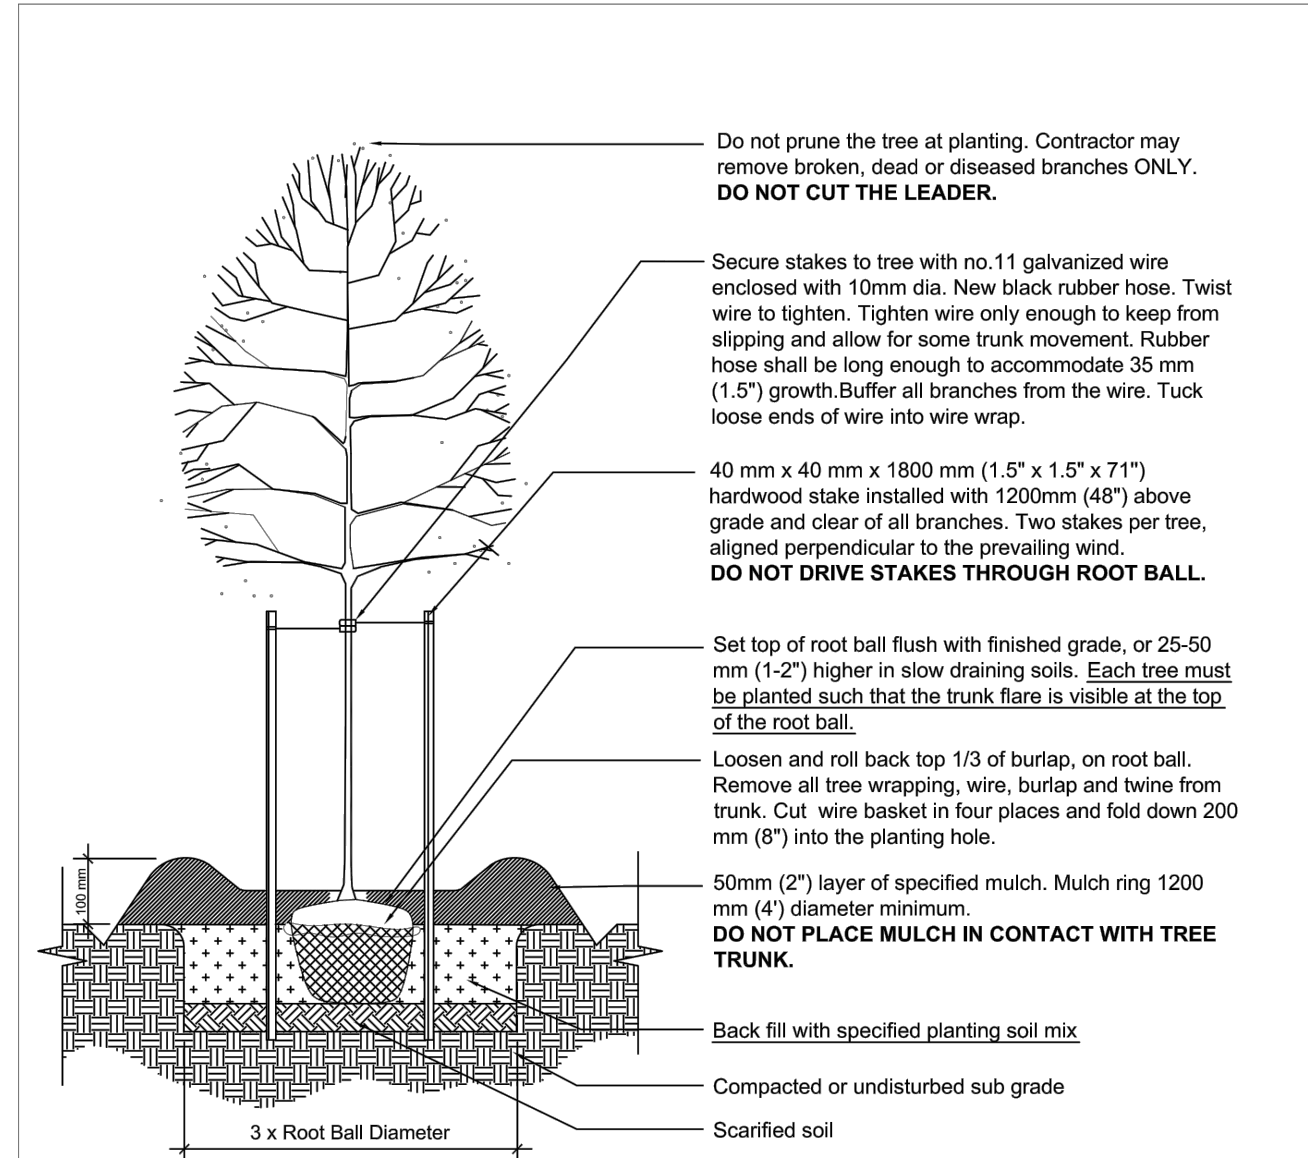 Do not prune the tree at planting. Contractor may
remove broken, dead or diseased branches ONLY.
DO NOT CUT THE LEADER.
Secure stakes to tree with no.11 galvanized wire
enclosed with 10mm dia. New black rubber hose. Twist
wire to tighten. Tighten wire only enough to keep from
slipping and allow for some trunk movement. Rubber
hose shall be long enough to accommodate 35 mm
(1.5") growth.Buffer all branches from the wire. Tuck
loose ends of wire into wire wrap.
40 mm x 40 mm x 1800 mm (1.5" x 1.5" x 71")
hardwood stake installed with 1200mm (48") above
grade and clear of all branches. Two stakes per tree,
aligned perpendicular to the prevailing wind.
DO NOT DRIVE STAKES THROUGH ROOT BALL.
Set top of root ball flush with finished grade, or 25-50
mm (1-2") higher in slow draining soils. Each tree must
be planted such that the trunk flare is visible at the top
of the root ball.
Loosen and roll back top 1/3 of burlap, on root ball.
Remove all tree wrapping, wire, burlap and twine from
trunk. Cut wire basket in four places and fold down 200
mm (8") into the planting hole.
100 mm
50mm (2") layer of specified mulch. Mulch ring 1200
mm (4') diameter minimum.
DO NOT PLACE MULCH IN CONTACT WITH TREE
TRUNK.
Back fill with specified planting soil mix
Compacted or undisturbed sub grade
Scarified soil
3 x Root Ball Diameter